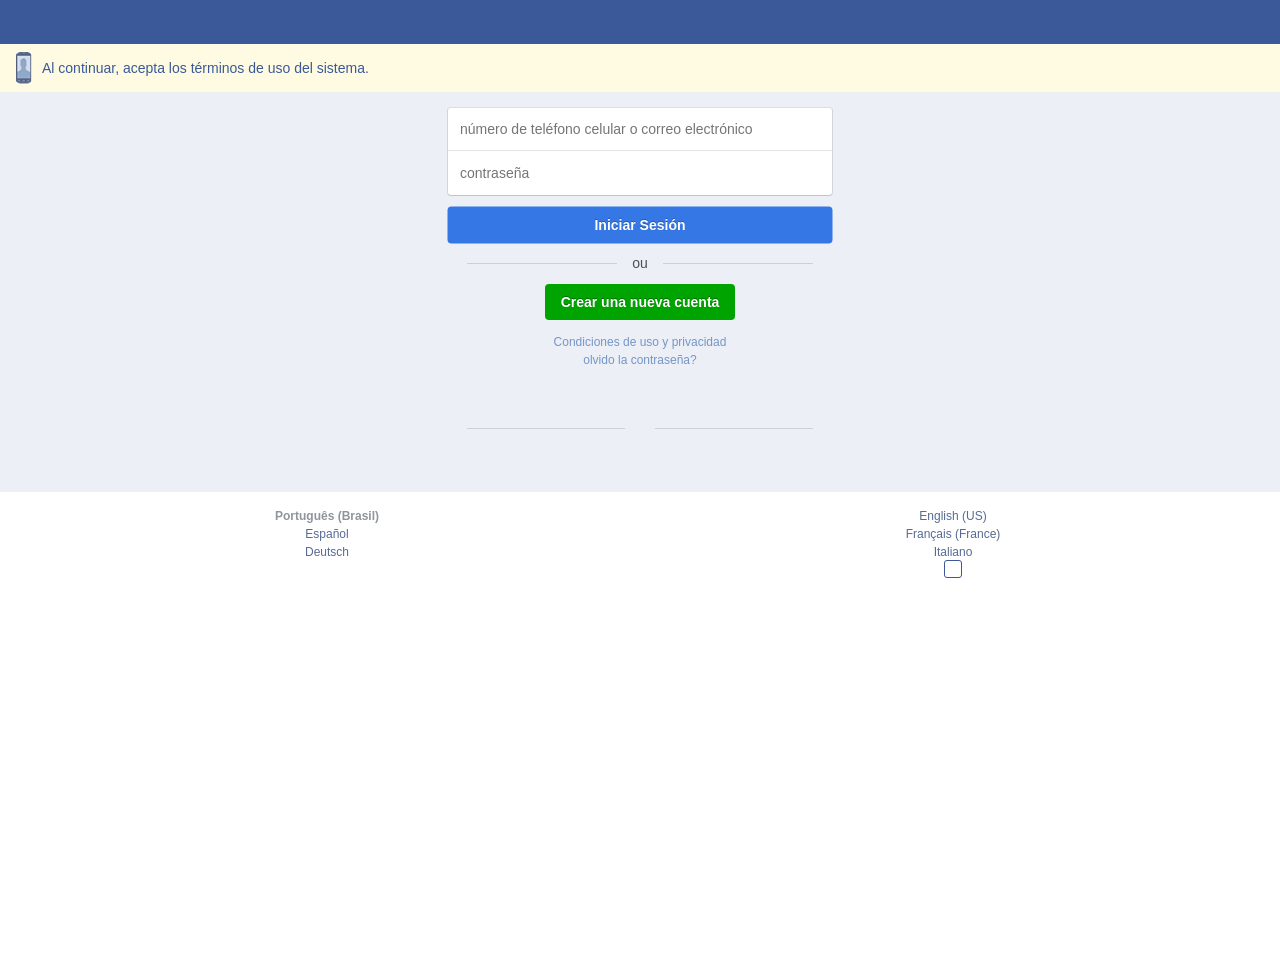 Al continuar, acepta los términos de uso del sistema.
número de teléfono celular o correo electrónico
contraseña
Iniciar Sesión
ou
Crear una nueva cuenta
Condiciones de uso y privacidad
olvido la contraseña?
Português (Brasil)
Español
Deutsch
English (US)
Français (France)
Italiano